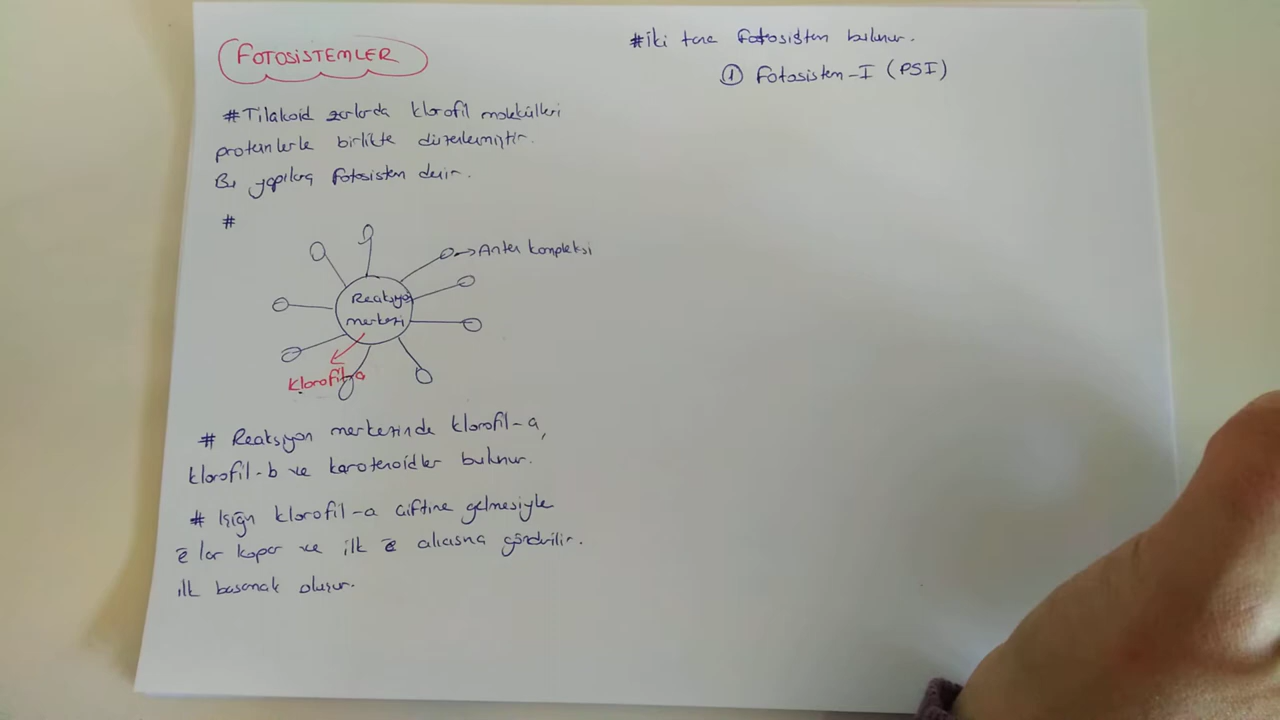 FOTOSİSTEMLER
#Tilakoid zarlarda klorofil molekülleri
proteinlerle birlikte düzenlenmiştir.
Bu yapılara fotosistem denir.
#
Anten kompleksi
Reaksiyon
merkezi
Klorofil-a
# Reaksiyon merkezinde klorofil-a,
klorofil-b ve karotenoidler bulunur.
# Işığın klorofil-a çiftine gelmesiyle
ē lar kopar ve ilk ē alıcısına gönderilir.
ilk basamak oluşur.
#İki tane fotosistem bulunur.
① Fotosistem-I (PSI)